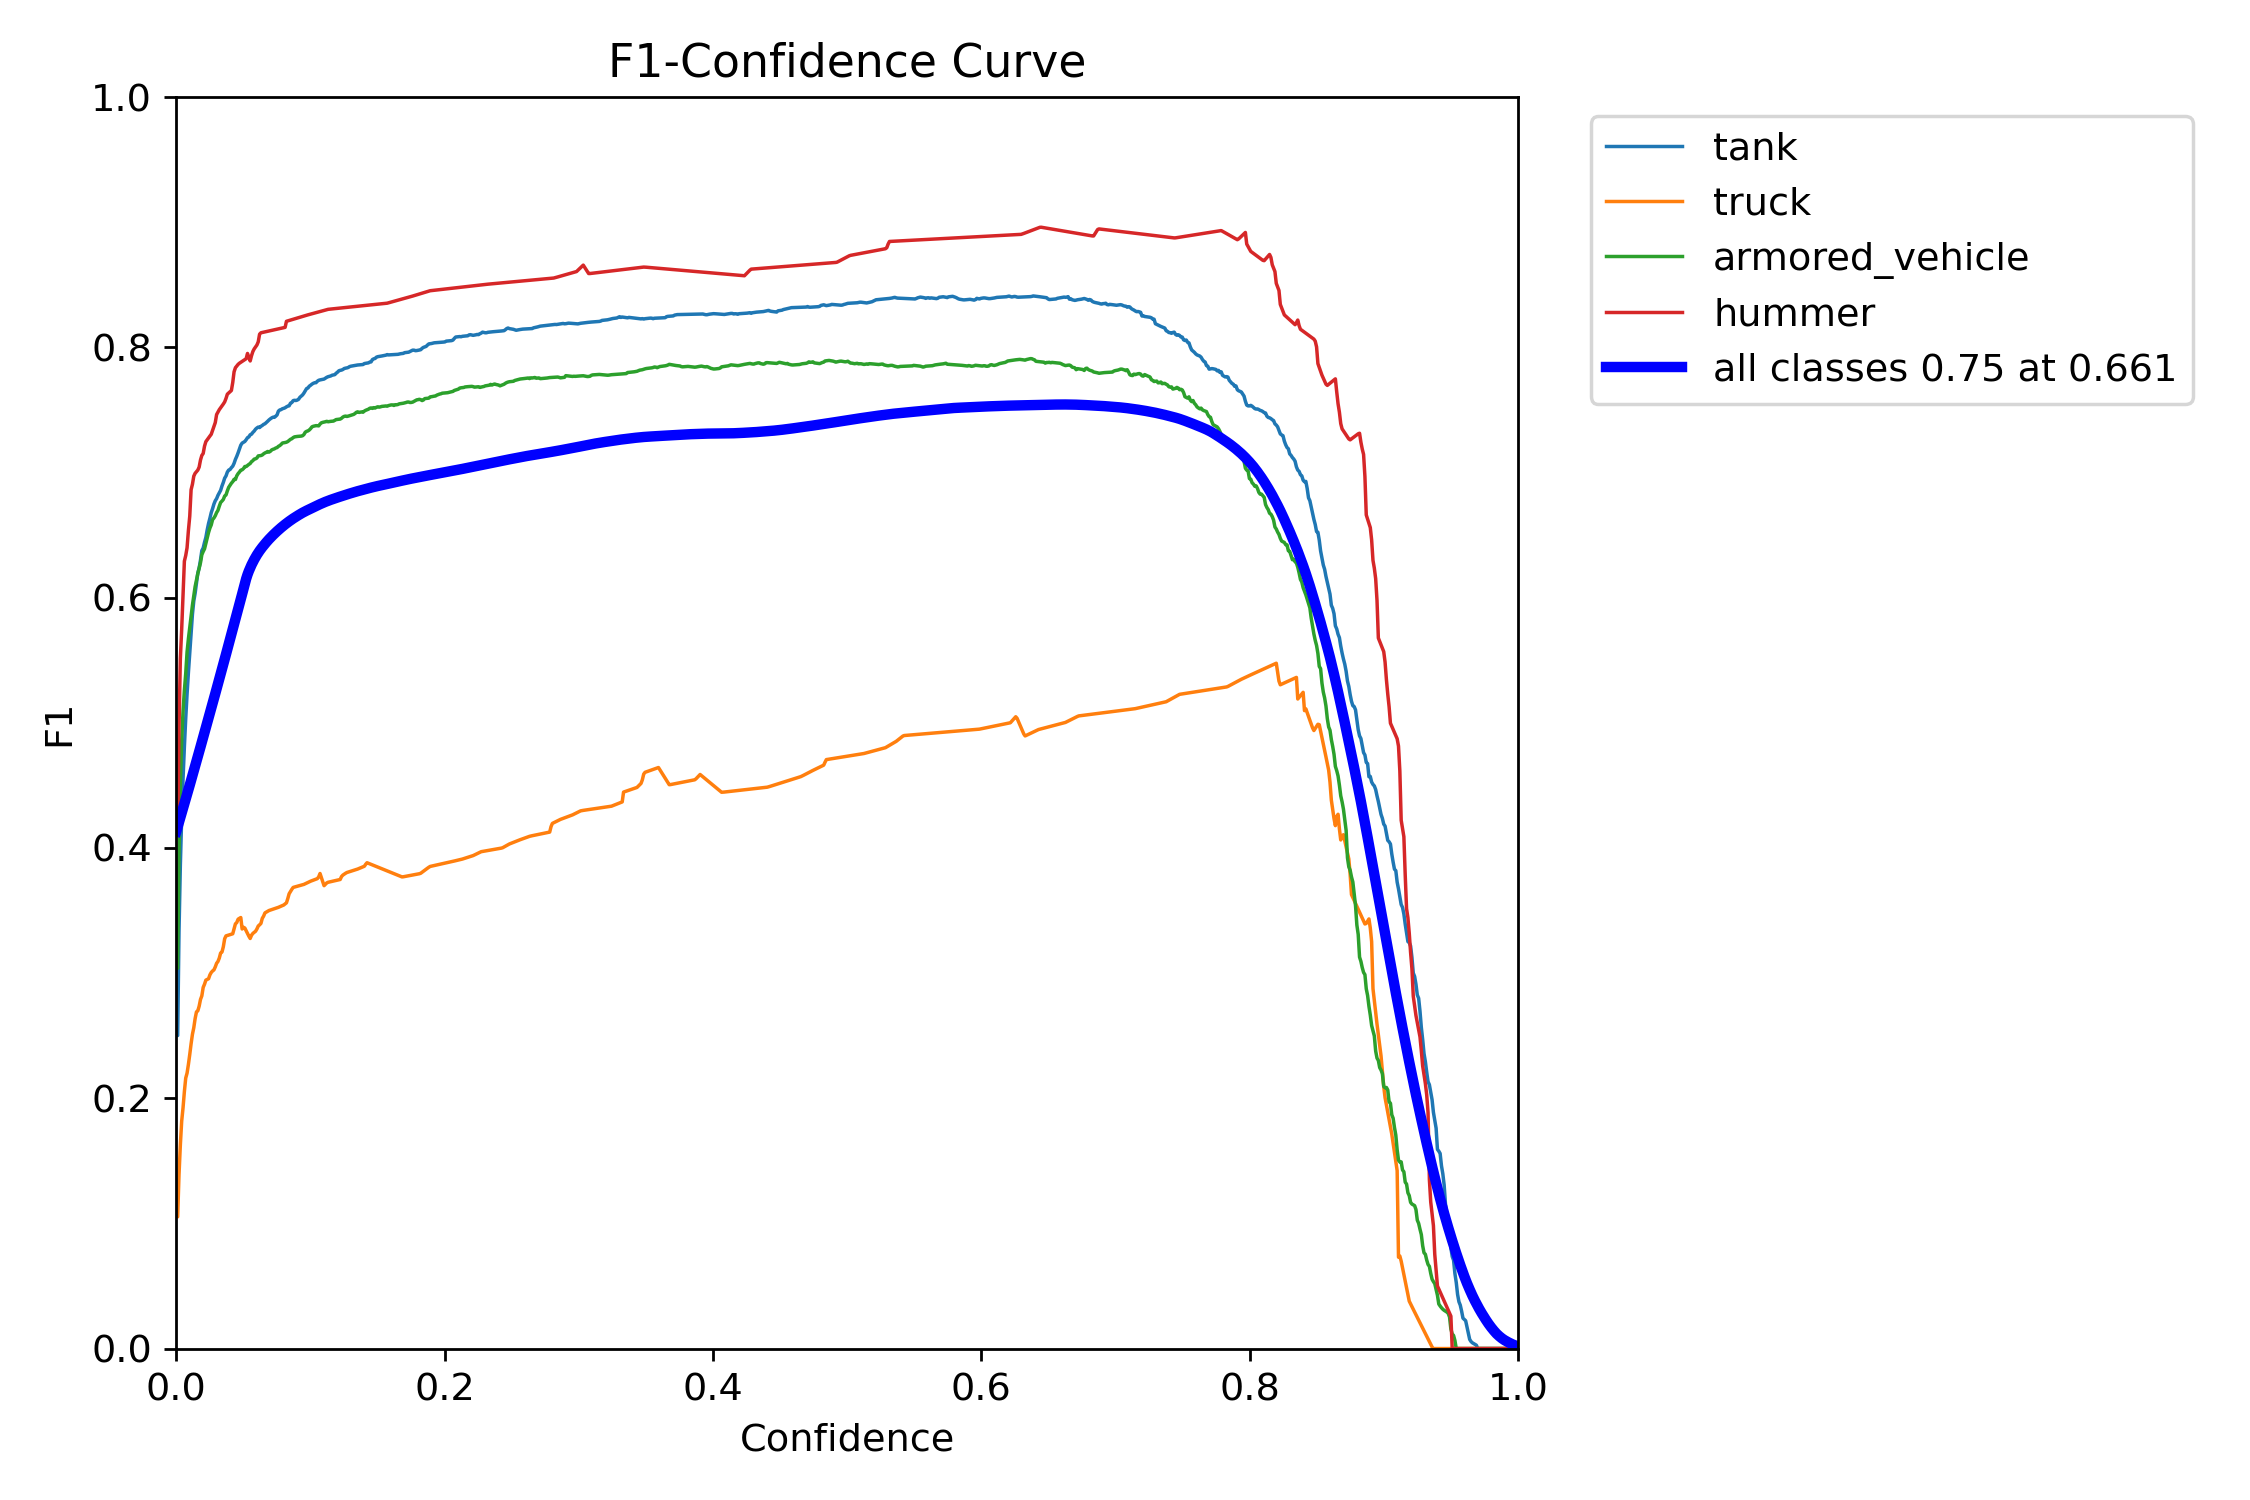 F1-Confidence Curve
1.0
0.8
0.6
0.4
0.2
0.0
F1
0.0 0.2 0.4 0.6 0.8 1.0
Confidence
tank
truck
armored_vehicle
hummer
all classes 0.75 at 0.661